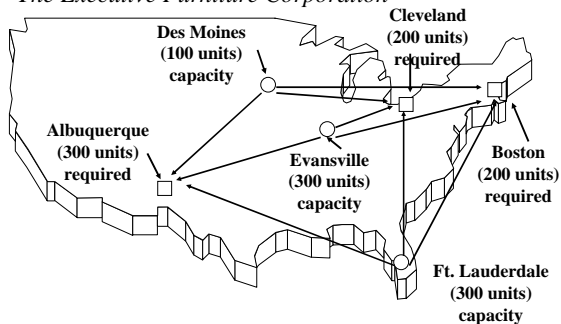 The Executive Furniture Corporation
Des Moines
(100 units)
capacity
Cleveland
(200 units)
required
Albuquerque
(300 units)
required
Evansville
(300 units)
capacity
Boston
(200 units)
required
Ft. Lauderdale
(300 units)
capacity